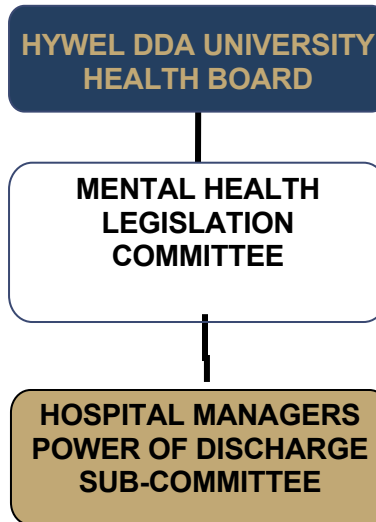 HYWEL DDA UNIVERSITY
HEALTH BOARD
MENTAL HEALTH
LEGISLATION
COMMITTEE
HOSPITAL MANAGERS
POWER OF DISCHARGE
SUB-COMMITTEE